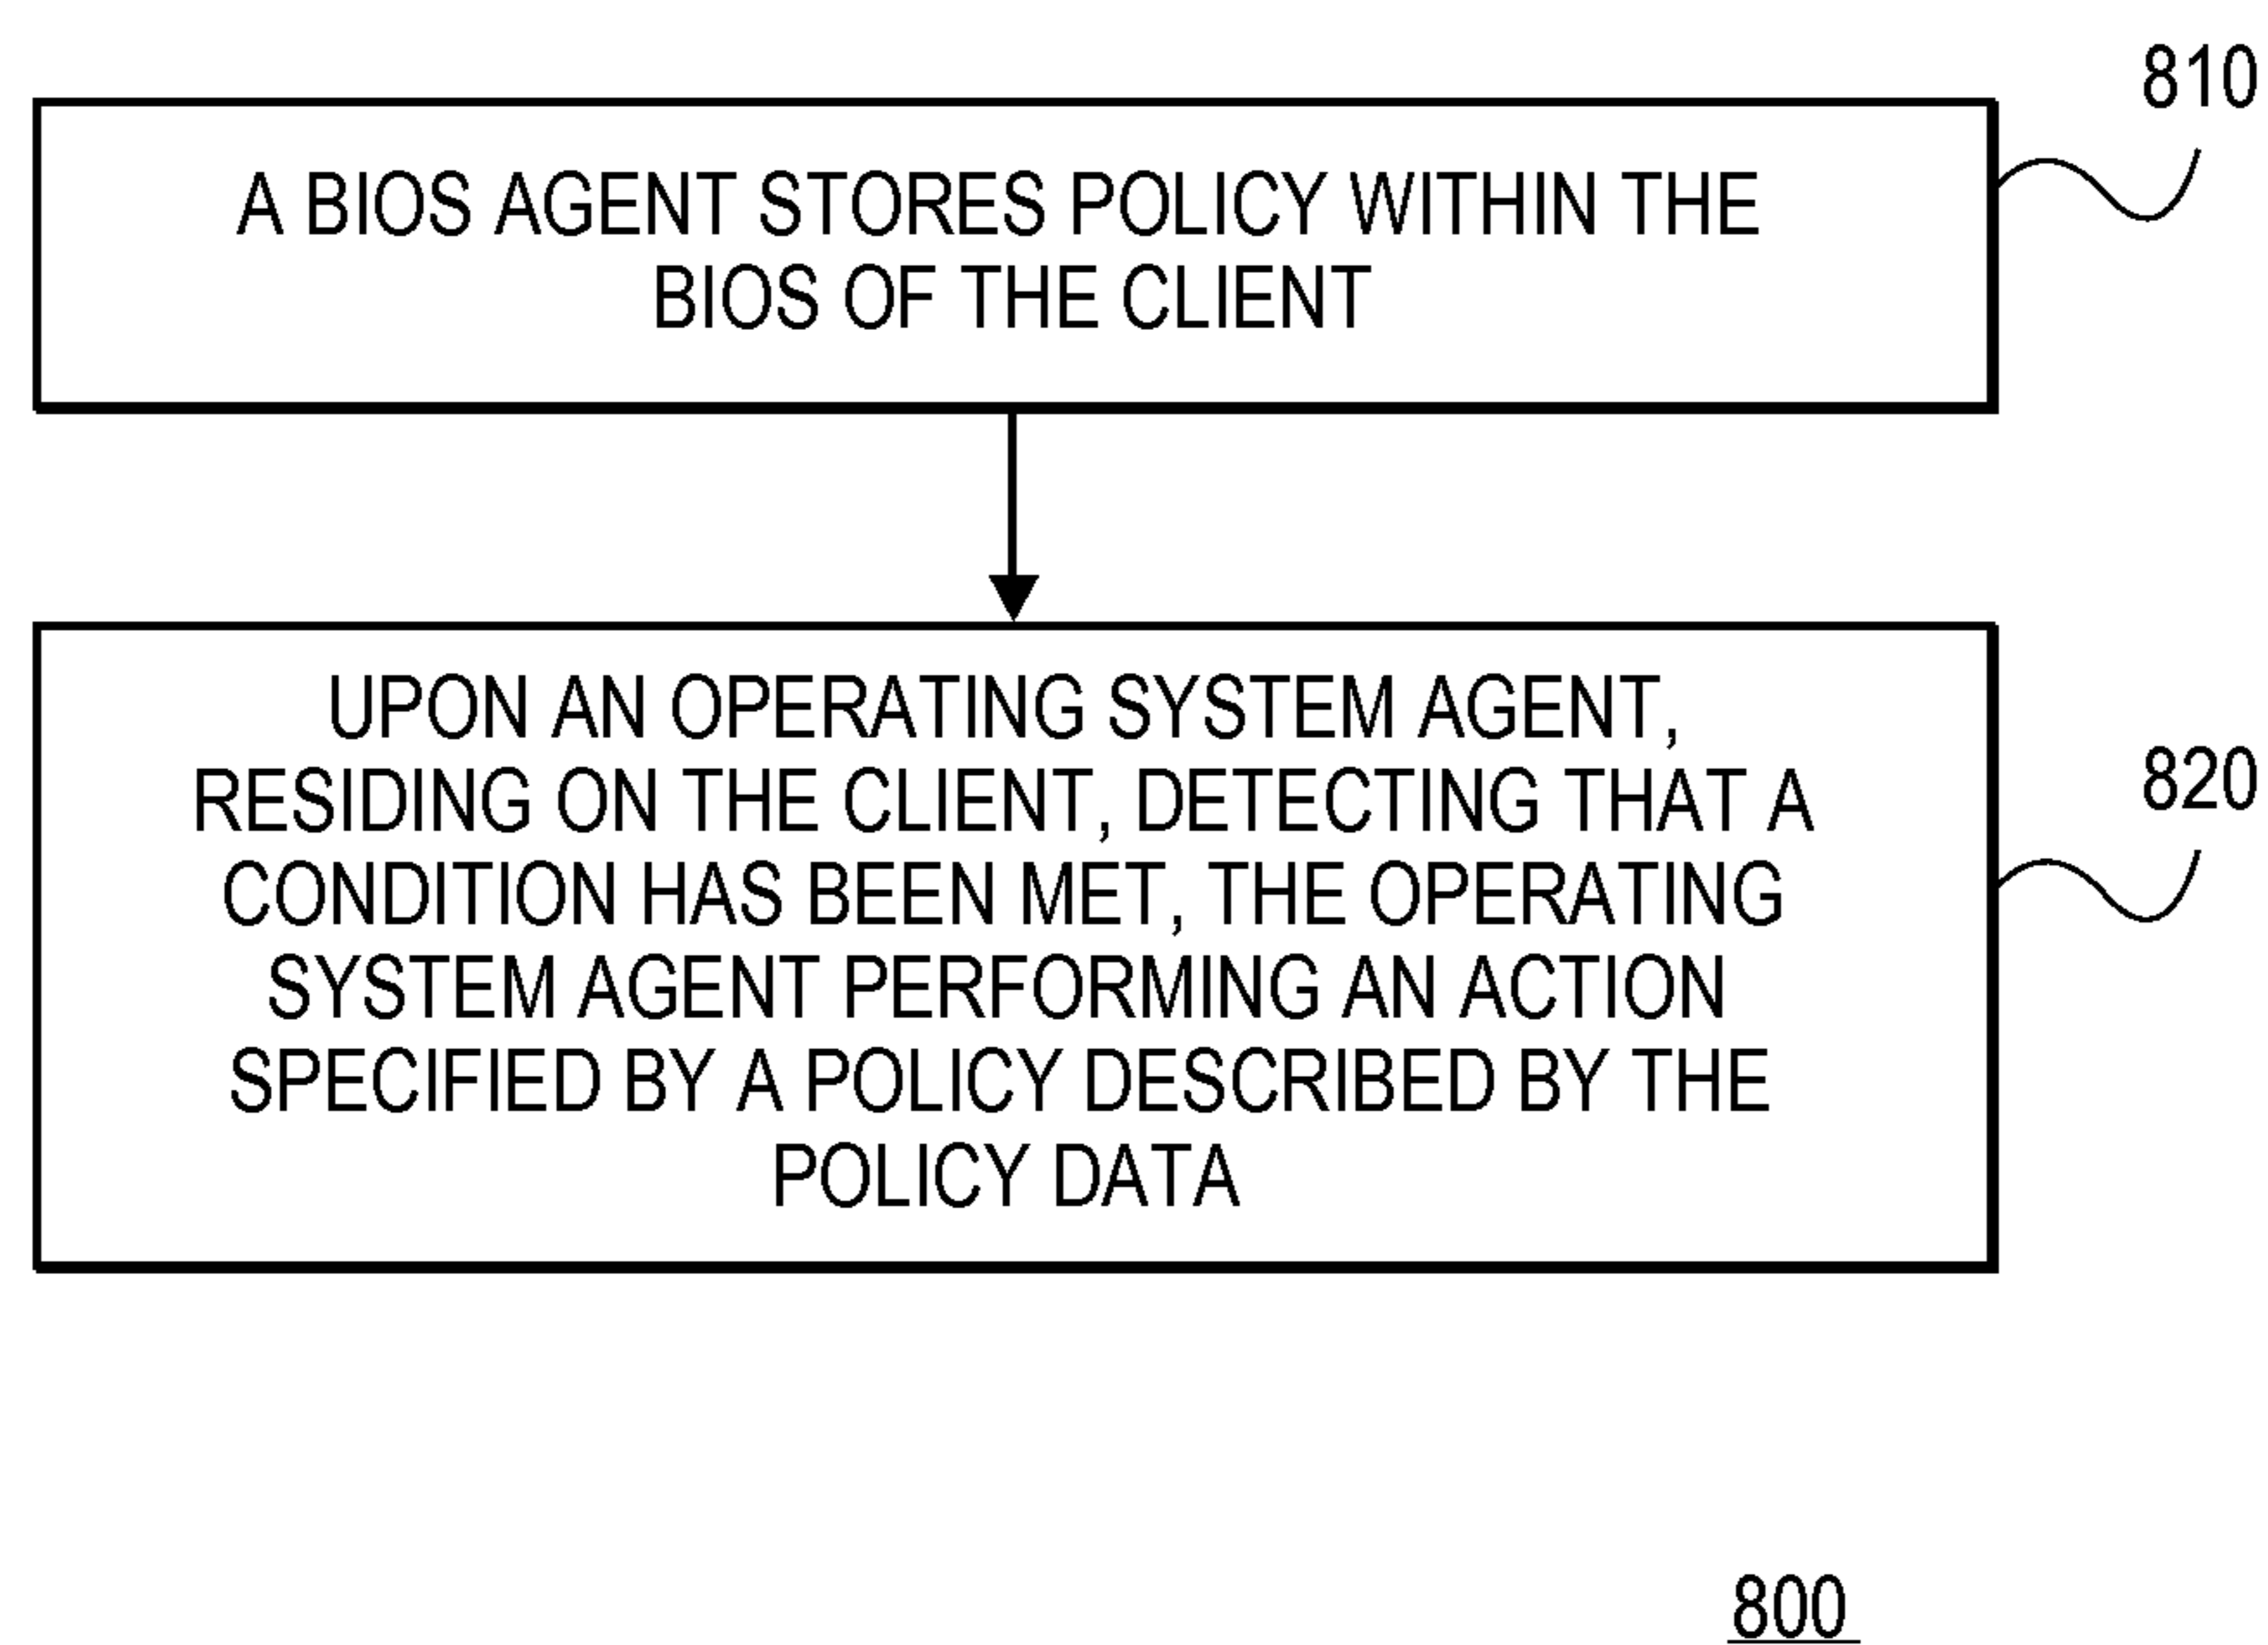 810
A BIOS AGENT STORES POLICY WITHIN THE
BIOS OF THE CLIENT
UPON AN OPERATING SYSTEM AGENT,
RESIDING ON THE CLIENT, DETECTING THAT A
CONDITION HAS BEEN MET, THE OPERATING
SYSTEM AGENT PERFORMING AN ACTION
SPECIFIED BY A POLICY DESCRIBED BY THE
POLICY DATA
820
800